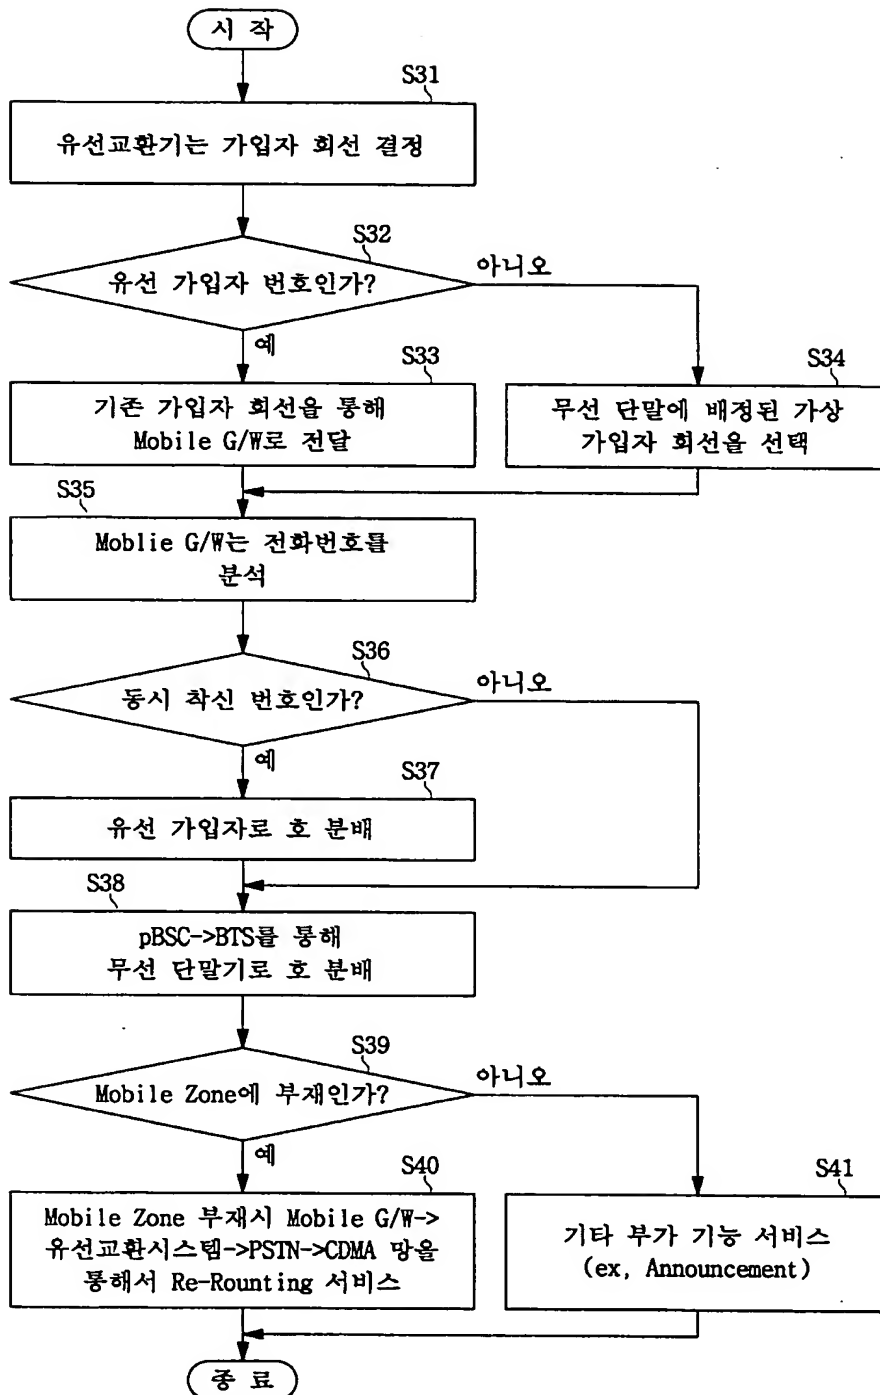 시 작
S31
유선교환기는 가입자 회선 결정
S32
유선 가입자 번호인가?
아니오
예
S33
기존 가입자 회선을 통해
Mobile G/W로 전달
S34
무선 단말에 배정된 가상
가입자 회선을 선택
S35
Moblie G/W는 전화번호를
분석
S36
동시 착신 번호인가?
아니오
예
S37
유선 가입자로 호 분배
S38
pBSC->BTS를 통해
무선 단말기로 호 분배
S39
Mobile Zone에 부재인가?
아니오
예
S40
Mobile Zone 부재시 Mobile G/W->
유선교환시스템->PSTN->CDMA 망을
통해서 Re-Rounting 서비스
S41
기타 부가 기능 서비스
(ex, Announcement)
종 료